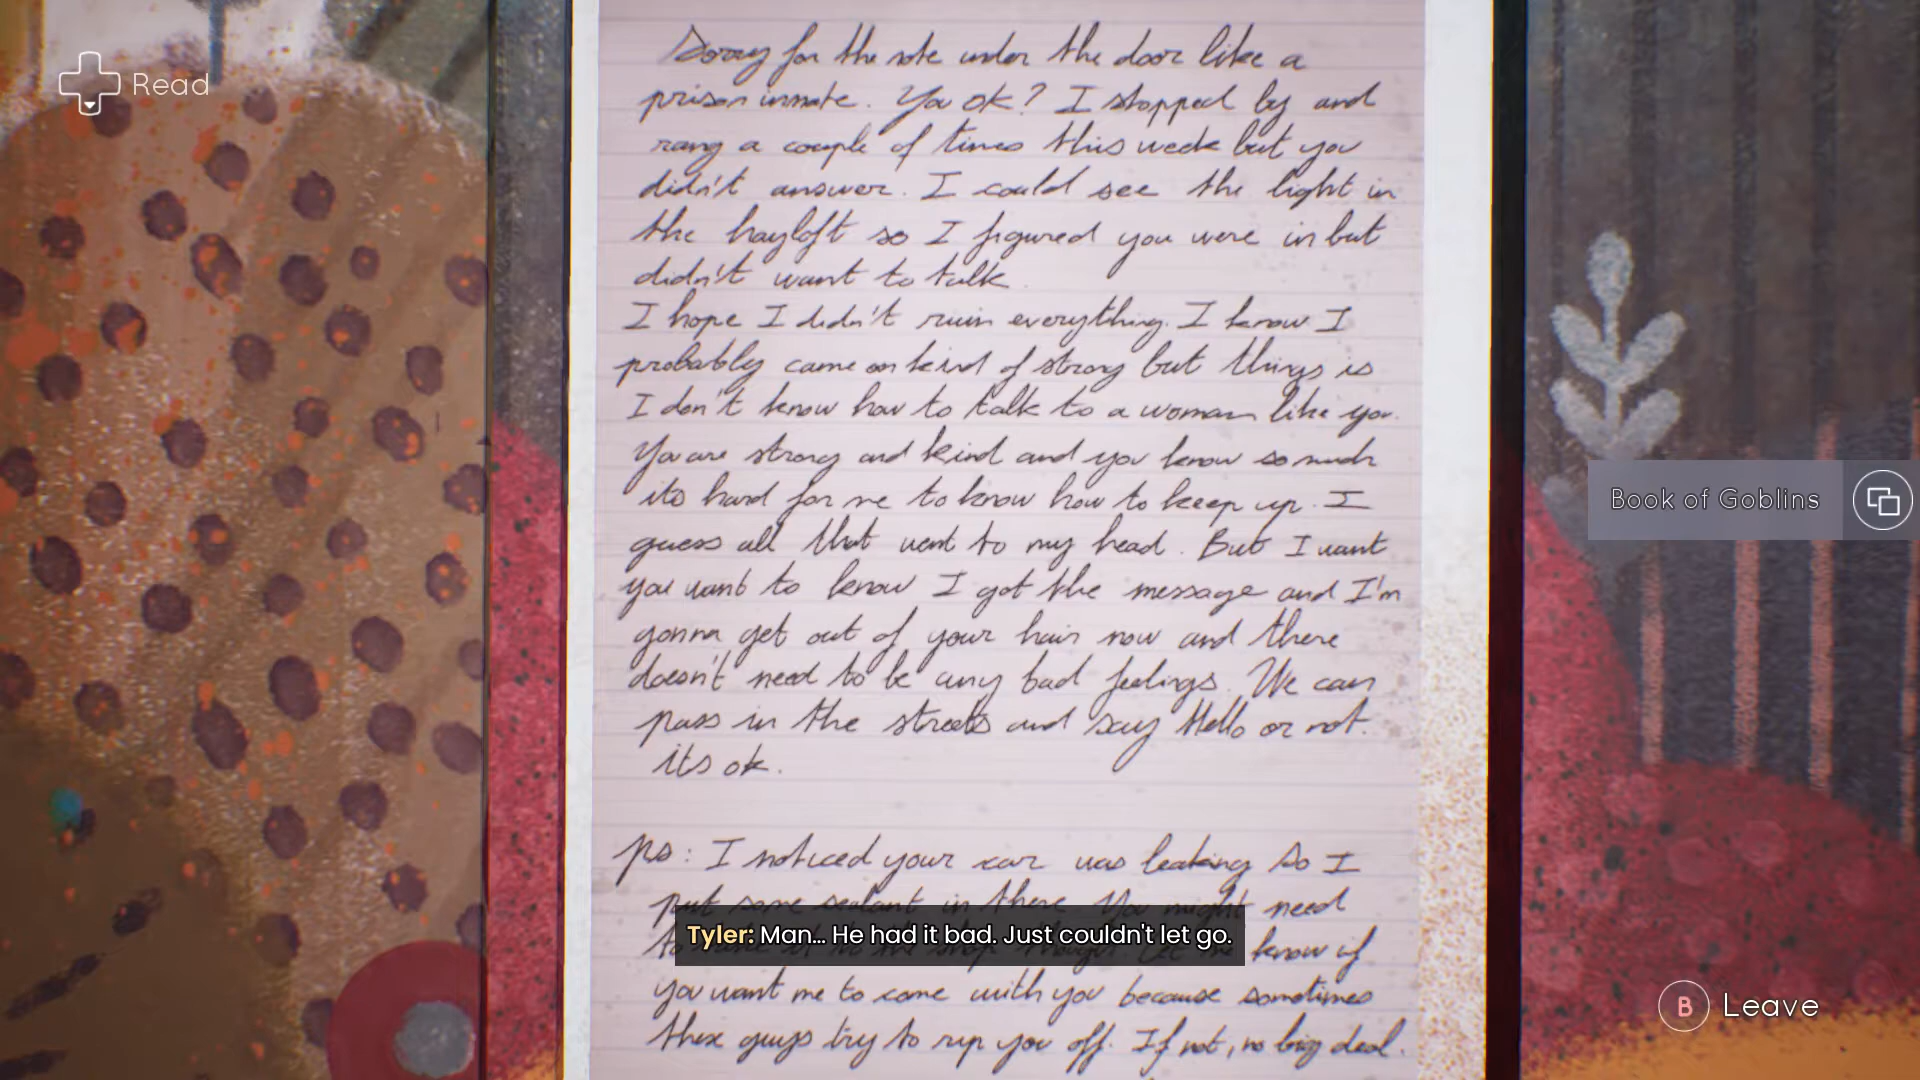 Read
Sorry for the note under the door like a
prison inmate. You ok? I stopped by and
rang a couple of times this week but you
didn't answer. I could see the light in
the hayloft so I figured you were in but
didn't want to talk.
I hope I didn't ruin everything. I know I
probably came on kind of strong but things is
I don't know how to talk to a woman like you.
You are strong and kind and you know so much
its hard for me to know how to keep up. I
guess all that went to my head. But I want
you want to know I got the message and I'm
gonna get out of your hair now and there
doesn't need to be any bad feelings. We can
pass in the streets and say Hello or not.
its ok.
ps: I noticed your car was leaking so I
put some sealant in there. You might need
know if
you want me to come with you because sometimes
these guys try to rip you off. If not, no big deal.
Tyler: Man... He had it bad. Just couldn't let go.
Book of Goblins
B Leave